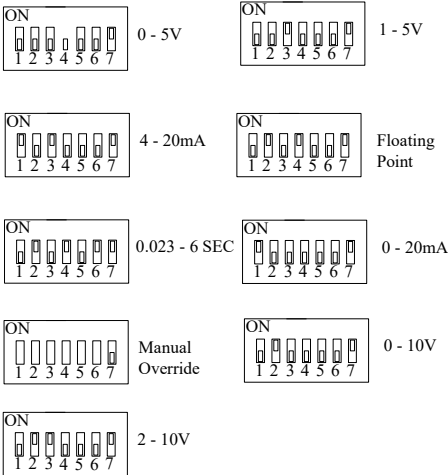 ON
1 2 3 4 5 6 7
0 - 5V
ON
1 2 3 4 5 6 7
1 - 5V
ON
1 2 3 4 5 6 7
4 - 20mA
ON
1 2 3 4 5 6 7
Floating
Point
ON
1 2 3 4 5 6 7
0.023 - 6 SEC
ON
1 2 3 4 5 6 7
0 - 20mA
ON
1 2 3 4 5 6 7
Manual
Override
ON
1 2 3 4 5 6 7
0 - 10V
ON
1 2 3 4 5 6 7
2 - 10V